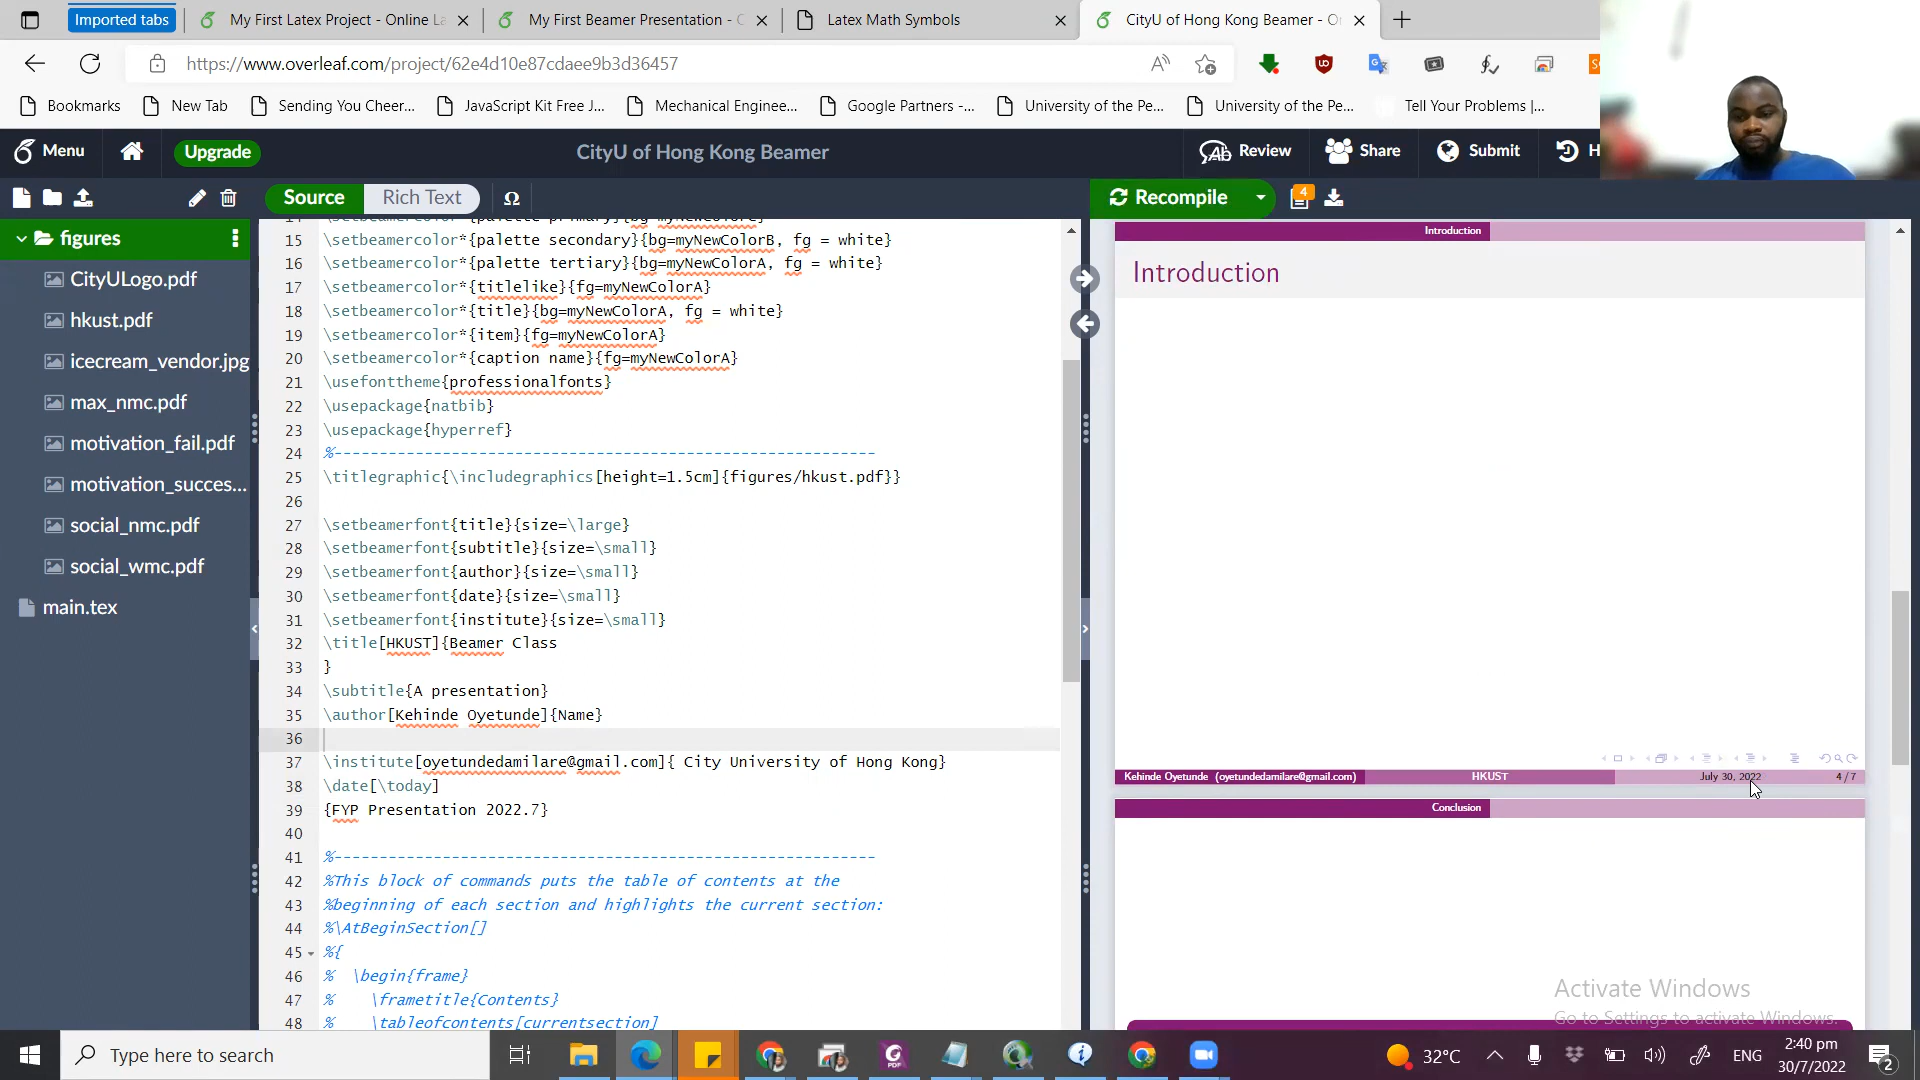 Imported tabs
My First Latex Project - Online La
My First Beamer Presentation - O
Latex Math Symbols
CityU of Hong Kong Beamer - On
https://www.overleaf.com/project/62e4d10e87cdaee9b3d36457
Bookmarks
New Tab
Sending You Cheer...
JavaScript Kit Free J...
Mechanical Enginee...
Google Partners -...
University of the Pe...
University of the Pe...
Tell Your Problems |...
Menu
Upgrade
CityU of Hong Kong Beamer
Review
Share
Submit
H
Source
Rich Text
Ω
Recompile
4
figures
CityULogo.pdf
hkust.pdf
icecream_vendor.jpg
max_nmc.pdf
motivation_fail.pdf
motivation_succes...
social_nmc.pdf
social_wmc.pdf
main.tex
15 \setbeamercolor*{palette secondary}{bg=myNewColorB, fg = white}
16 \setbeamercolor*{palette tertiary}{bg=myNewColorA, fg = white}
17 \setbeamercolor*{titlelike}{fg=myNewColorA}
18 \setbeamercolor*{title}{bg=myNewColorA, fg = white}
19 \setbeamercolor*{item}{fg=myNewColorA}
20 \setbeamercolor*{caption name}{fg=myNewColorA}
21 \usefonttheme{professionalfonts}
22 \usepackage{natbib}
23 \usepackage{hyperref}
24 %------------------------------------------------------------
25 \titlegraphic{\includegraphics[height=1.5cm]{figures/hkust.pdf}}
26
27 \setbeamerfont{title}{size=\large}
28 \setbeamerfont{subtitle}{size=\small}
29 \setbeamerfont{author}{size=\small}
30 \setbeamerfont{date}{size=\small}
31 \setbeamerfont{institute}{size=\small}
32 \title[HKUST]{Beamer Class
33 }
34 \subtitle{A presentation}
35 \author[Kehinde Oyetunde]{Name}
36
37 \institute[oyetundedamilare@gmail.com]{ City University of Hong Kong}
38 \date[\today]
39 {FYP Presentation 2022.7}
40
41 %------------------------------------------------------------
42 %This block of commands puts the table of contents at the
43 %beginning of each section and highlights the current section:
44 %\AtBeginSection[]
45 %{
46 %  \begin{frame}
47 %    \frametitle{Contents}
48 %    \tableofcontents[currentsection]
Introduction
Introduction
Kehinde Oyetunde (oyetundedamilare@gmail.com)
HKUST
July 30, 2022
4/7
Conclusion
Activate Windows
Go to Settings to activate Windows.
Type here to search
32°C
ENG
2:40 pm
30/7/2022
2